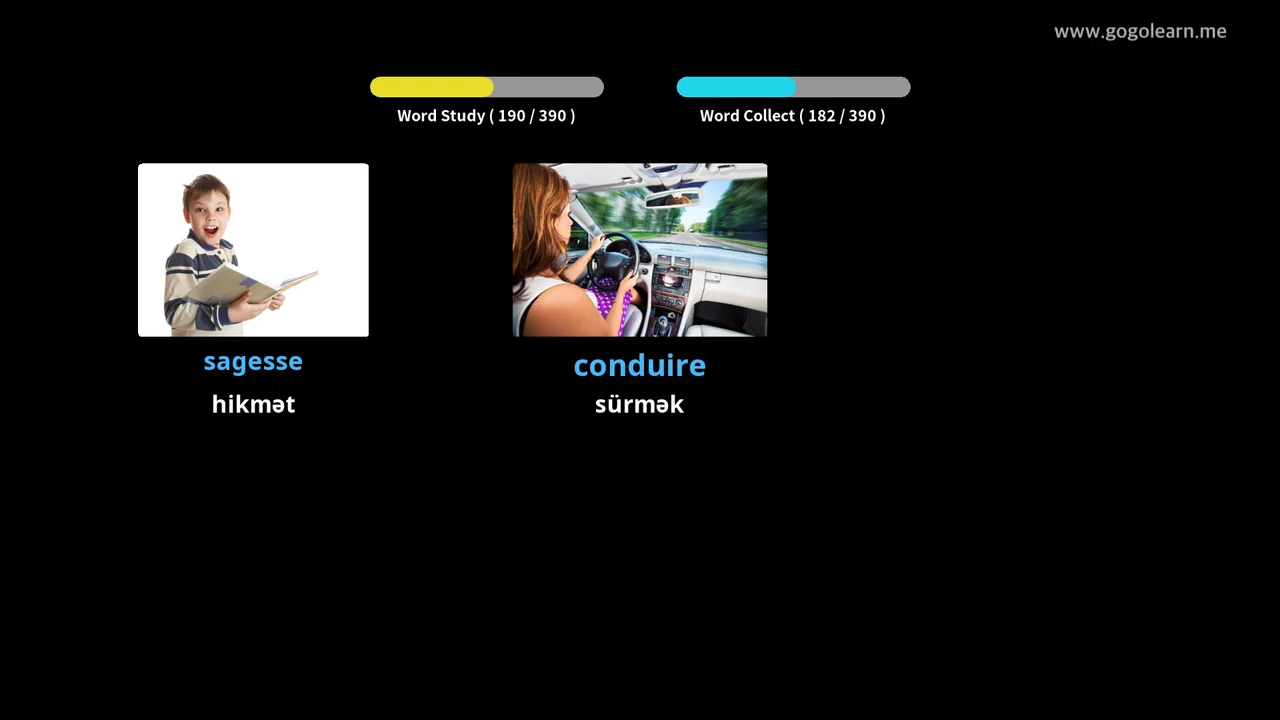 www.gogolearn.me
Word Study ( 190 / 390 )
Word Collect ( 182 / 390 )
sagesse
hikmət
conduire
sürmək